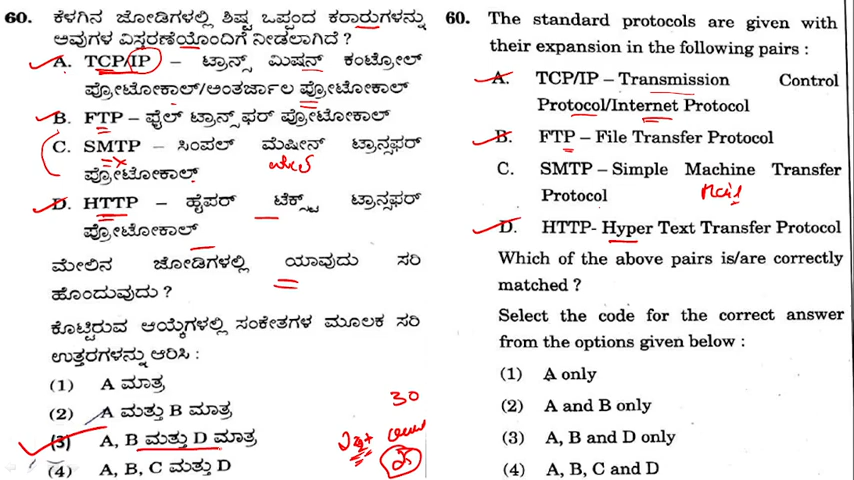 60. ಕೆಳಗಿನ ಜೋಡಿಗಳಲ್ಲಿ ಶಿಷ್ಟ ಒಪ್ಪಂದ ಕರಾರುಗಳನ್ನು
ಅವುಗಳ ವಿಸ್ತರಣೆಯೊಂದಿಗೆ ನೀಡಲಾಗಿದೆ ?
A. TCP/IP – ಟ್ರಾನ್ಸ್ ಮಿಷನ್ ಕಂಟ್ರೋಲ್
ಪ್ರೋಟೋಕಾಲ್/ಅಂತರ್ಜಾಲ ಪ್ರೋಟೋಕಾಲ್
B. FTP – ಫೈಲ್ ಟ್ರಾನ್ಸ್ ಫರ್ ಪ್ರೋಟೋಕಾಲ್
C. SMTP – ಸಿಂಪಲ್ ಮೆಷೀನ್ ಟ್ರಾನ್ಸಫರ್
ಪ್ರೋಟೋಕಾಲ್
D. HTTP – ಹೈಪರ್ ಟೆಕ್ಸ್ಟ್ ಟ್ರಾನ್ಸಫರ್
ಪ್ರೋಟೋಕಾಲ್
ಮೇಲಿನ ಜೋಡಿಗಳಲ್ಲಿ ಯಾವುದು ಸರಿ
ಹೊಂದುವುದು ?
ಕೊಟ್ಟಿರುವ ಆಯ್ಕೆಗಳಲ್ಲಿ ಸಂಕೇತಗಳ ಮೂಲಕ ಸರಿ
ಉತ್ತರಗಳನ್ನು ಆರಿಸಿ :
(1) A ಮಾತ್ರ
(2) A ಮತ್ತು B ಮಾತ್ರ
(3) A, B ಮತ್ತು D ಮಾತ್ರ
(4) A, B, C ಮತ್ತು D
30
25
60. The standard protocols are given with
their expansion in the following pairs :
A. TCP/IP – Transmission Control
Protocol/Internet Protocol
B. FTP – File Transfer Protocol
C. SMTP – Simple Machine Transfer
Protocol Mail
D. HTTP- Hyper Text Transfer Protocol
Which of the above pairs is/are correctly
matched ?
Select the code for the correct answer
from the options given below :
(1) A only
(2) A and B only
(3) A, B and D only
(4) A, B, C and D